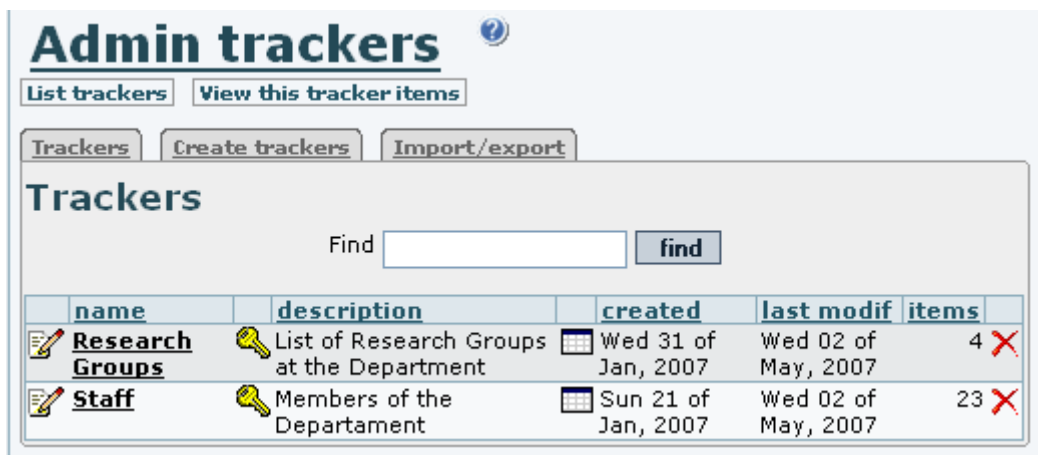 Admin trackers
List trackers View this tracker items
Trackers Create trackers Import/export
Trackers
Find find
name description created last modif items
Research List of Research Groups Wed 31 of Wed 02 of 4
Groups at the Department Jan, 2007 May, 2007
Staff Members of the Sun 21 of Wed 02 of 23
Departament Jan, 2007 May, 2007